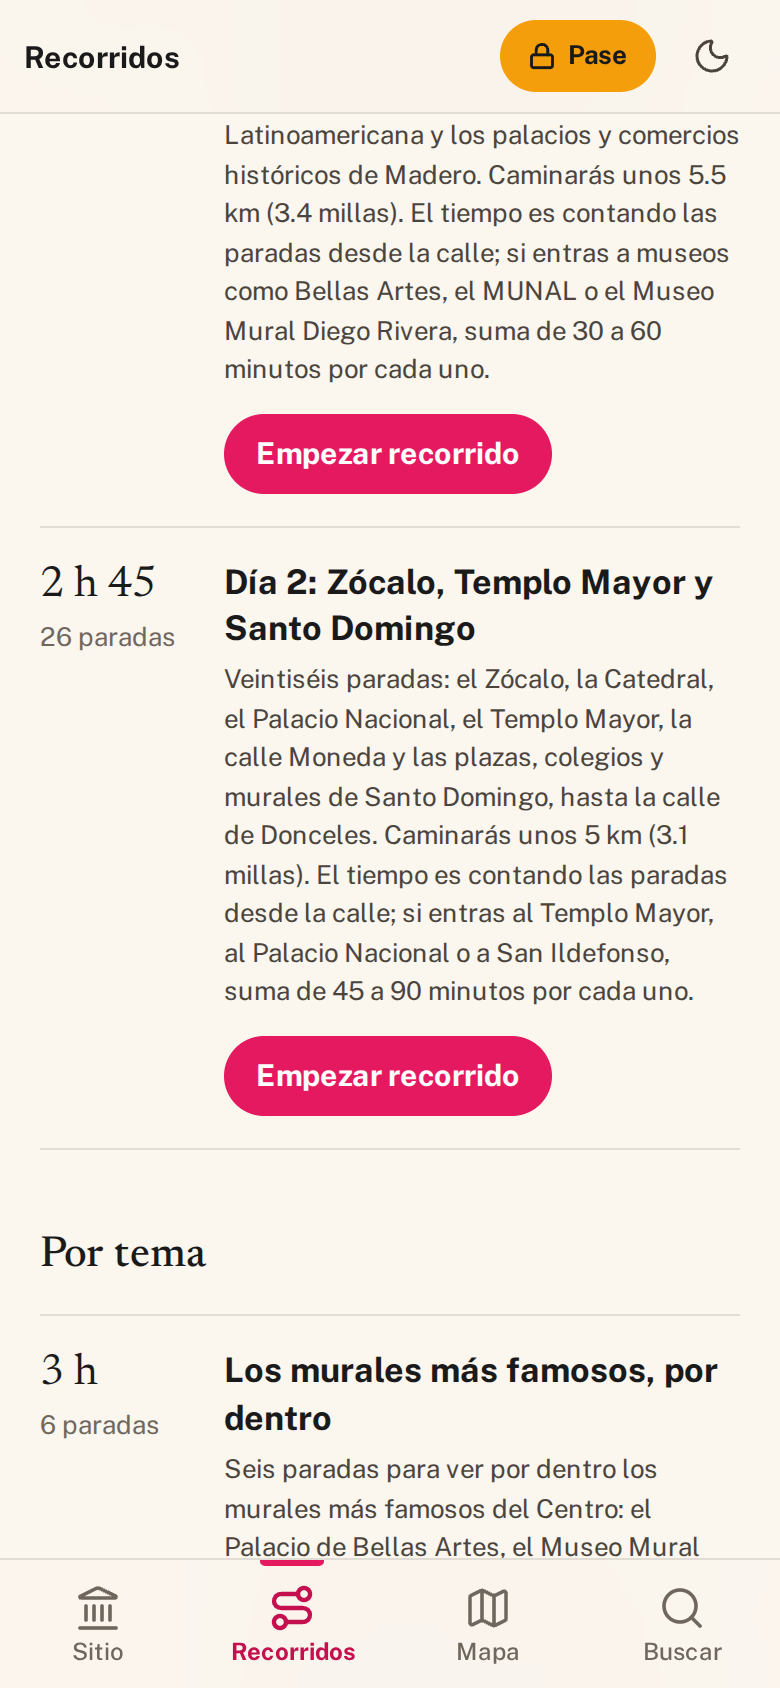 Recorridos
Pase
Latinoamericana y los palacios y comercios
históricos de Madero. Caminarás unos 5.5
km (3.4 millas). El tiempo es contando las
paradas desde la calle; si entras a museos
como Bellas Artes, el MUNAL o el Museo
Mural Diego Rivera, suma de 30 a 60
minutos por cada uno.
Empezar recorrido
2 h 45
26 paradas
Día 2: Zócalo, Templo Mayor y
Santo Domingo
Veintiséis paradas: el Zócalo, la Catedral,
el Palacio Nacional, el Templo Mayor, la
calle Moneda y las plazas, colegios y
murales de Santo Domingo, hasta la calle
de Donceles. Caminarás unos 5 km (3.1
millas). El tiempo es contando las paradas
desde la calle; si entras al Templo Mayor,
al Palacio Nacional o a San Ildefonso,
suma de 45 a 90 minutos por cada uno.
Empezar recorrido
Por tema
3 h
6 paradas
Los murales más famosos, por
dentro
Seis paradas para ver por dentro los
murales más famosos del Centro: el
Palacio de Bellas Artes, el Museo Mural
Sitio
Recorridos
Mapa
Buscar